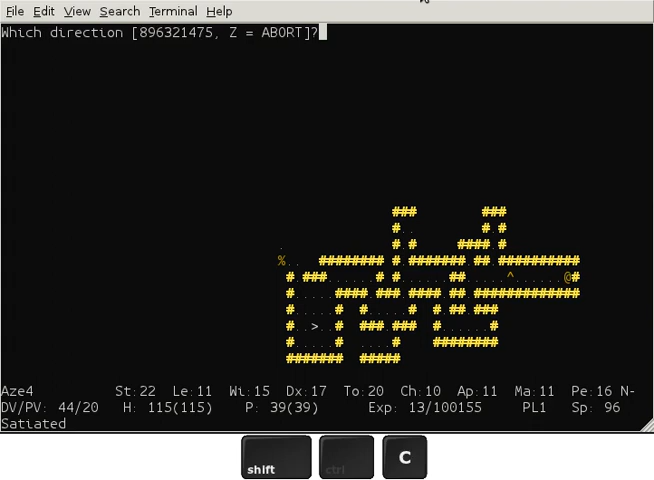 File Edit View Search Terminal Help
Which direction [896321475, Z = ABORT]?
Aze4 St:22 Le:11 Wi:15 Dx:17 To:20 Ch:10 Ap:11 Ma:11 Pe:16 N-
DV/PV: 44/20 H: 115(115) P: 39(39) Exp: 13/100155 PL1 Sp: 96
Satiated
shift ctrl C